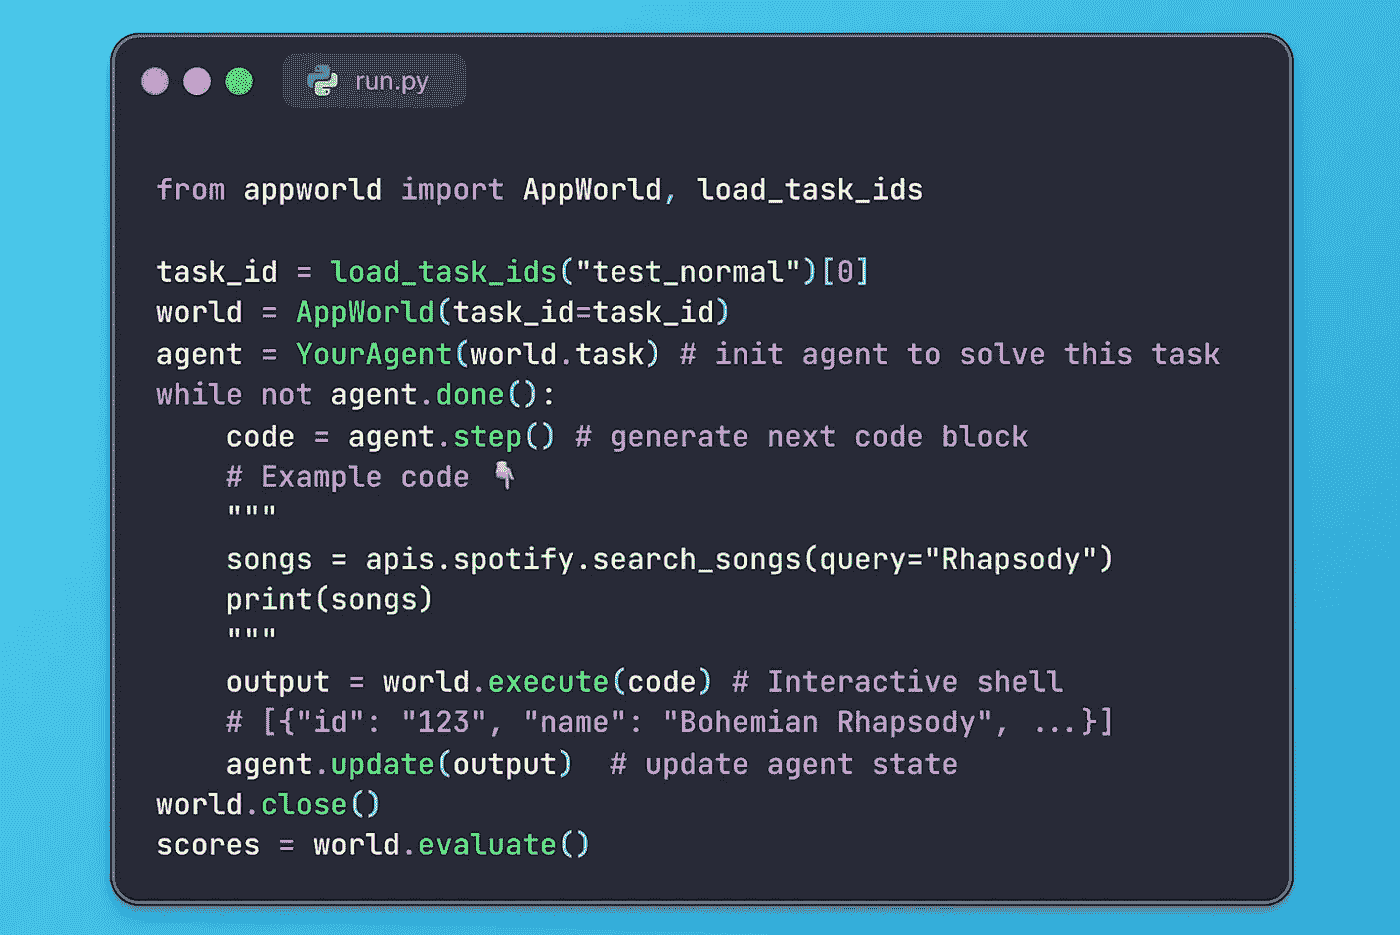 run.py
from appworld import AppWorld, load_task_ids
task_id = load_task_ids("test_normal")[0]
world = AppWorld(task_id=task_id)
agent = YourAgent(world.task) # init agent to solve this task
while not agent.done():
    code = agent.step() # generate next code block
    # Example code 👇
    """
    songs = apis.spotify.search_songs(query="Rhapsody")
    print(songs)
    """
    output = world.execute(code) # Interactive shell
    # [{"id": "123", "name": "Bohemian Rhapsody", ...}]
    agent.update(output)  # update agent state
world.close()
scores = world.evaluate()